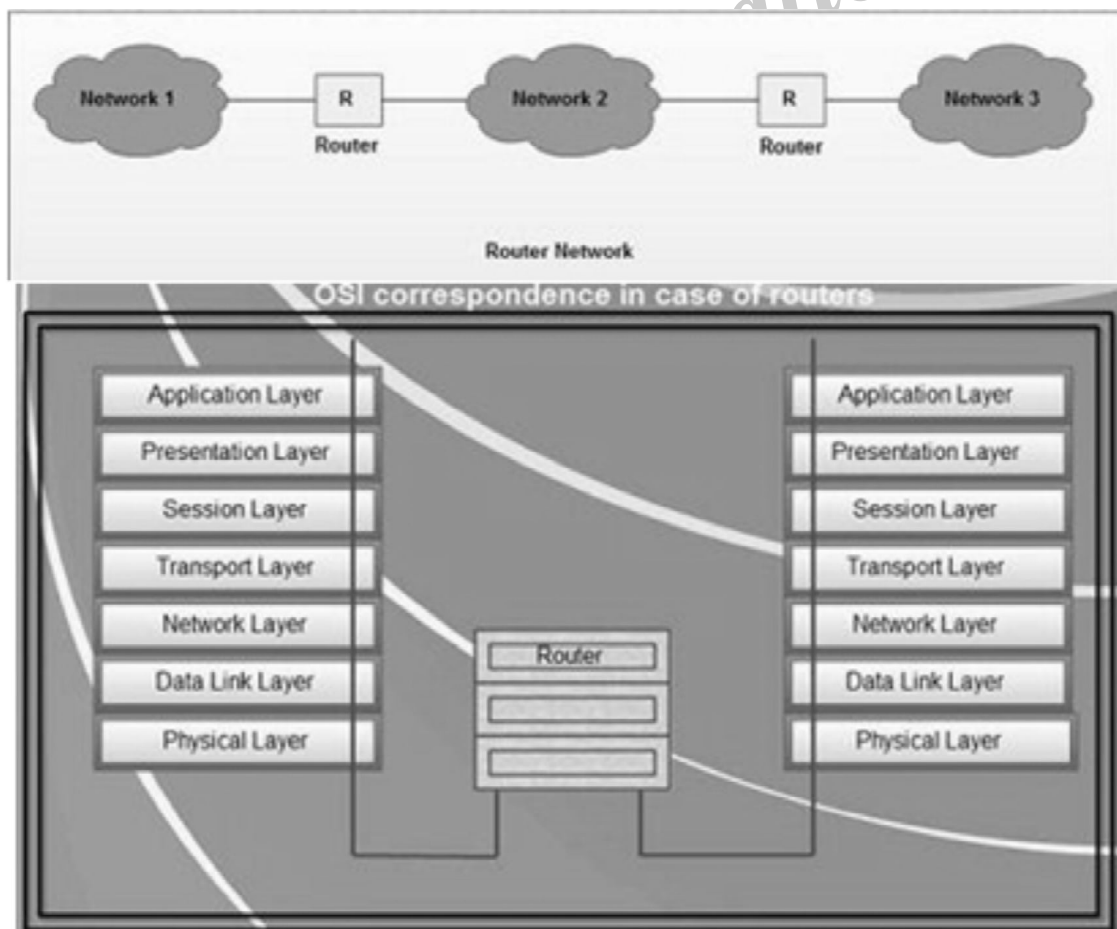 Network 1
R
Network 2
R
Network 3
Router
Router
Router Network
OSI correspondence in case of routers
Application Layer
Presentation Layer
Session Layer
Transport Layer
Network Layer
Data Link Layer
Physical Layer
Router
Application Layer
Presentation Layer
Session Layer
Transport Layer
Network Layer
Data Link Layer
Physical Layer